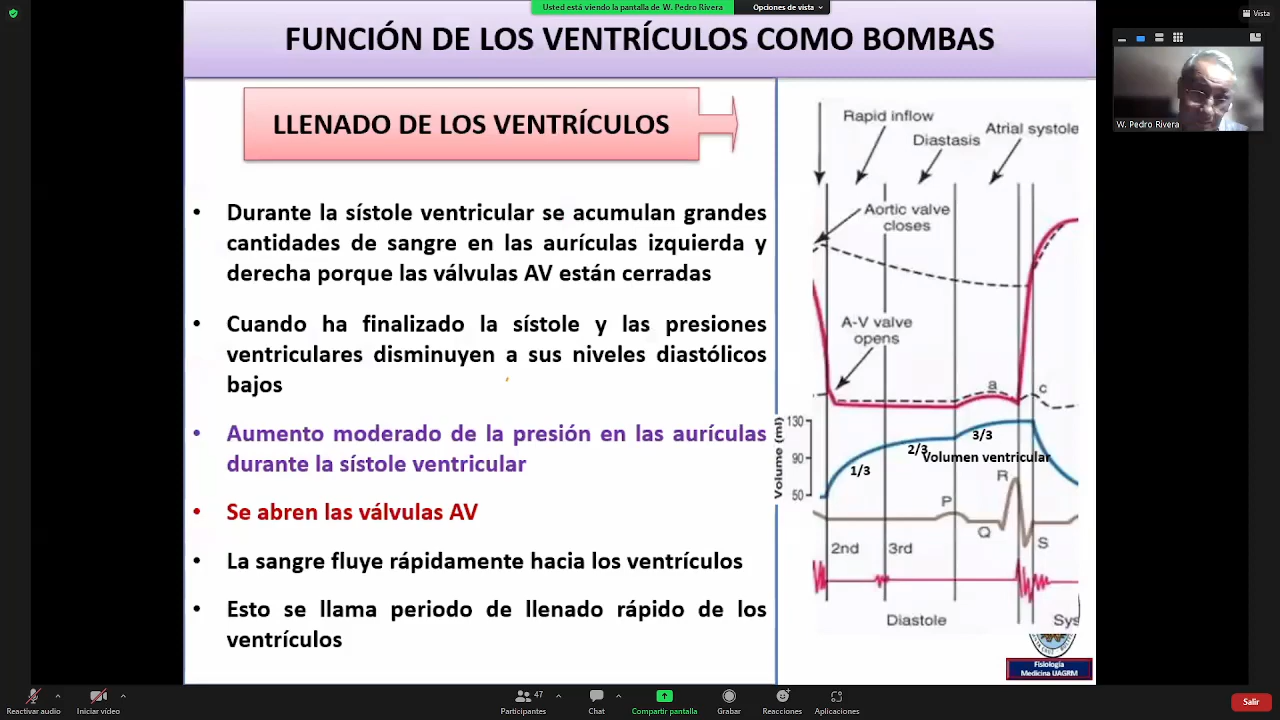 Usted está viendo la pantalla de W. Pedro Rivera
Opciones de vista
Vista
FUNCIÓN DE LOS VENTRÍCULOS COMO BOMBAS
W. Pedro Rivera
LLENADO DE LOS VENTRÍCULOS
• Durante la sístole ventricular se acumulan grandes
cantidades de sangre en las aurículas izquierda y
derecha porque las válvulas AV están cerradas
• Cuando ha finalizado la sístole y las presiones
ventriculares disminuyen a sus niveles diastólicos
bajos
• Aumento moderado de la presión en las aurículas
durante la sístole ventricular
• Se abren las válvulas AV
• La sangre fluye rápidamente hacia los ventrículos
• Esto se llama periodo de llenado rápido de los
ventrículos
Rapid inflow
Diastasis
Atrial systole
Aortic valve
closes
A-V valve
opens
a
c
Volume (ml)
130
90
50
1/3
2/3
3/3
Volumen ventricular
R
P
Q
S
2nd
3rd
Diastole
Sys
Fisiología
Medicina UAGRM
Reactivar audio
Iniciar vídeo
47
Participantes
Chat
Compartir pantalla
Grabar
Reacciones
Aplicaciones
Salir